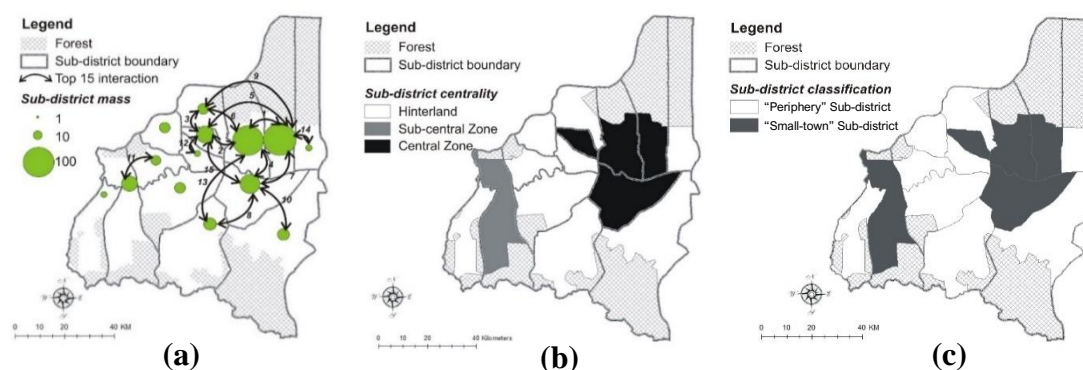 Legend
Forest
Sub-district boundary
Top 15 interaction
Sub-district mass
1
10
100
9
5
3
6
1
14
12
2
4
7
11
13
15
8
10
0 20 40 KM
(a)
Legend
Forest
Sub-district boundary
Sub-district centrality
Hinterland
Sub-central Zone
Central Zone
0 10 20 40 Kilometers
(b)
Legend
Forest
Sub-district boundary
Sub-district classification
“Periphery” Sub-district
“Small-town” Sub-district
0 10 20 40 KM
(c)